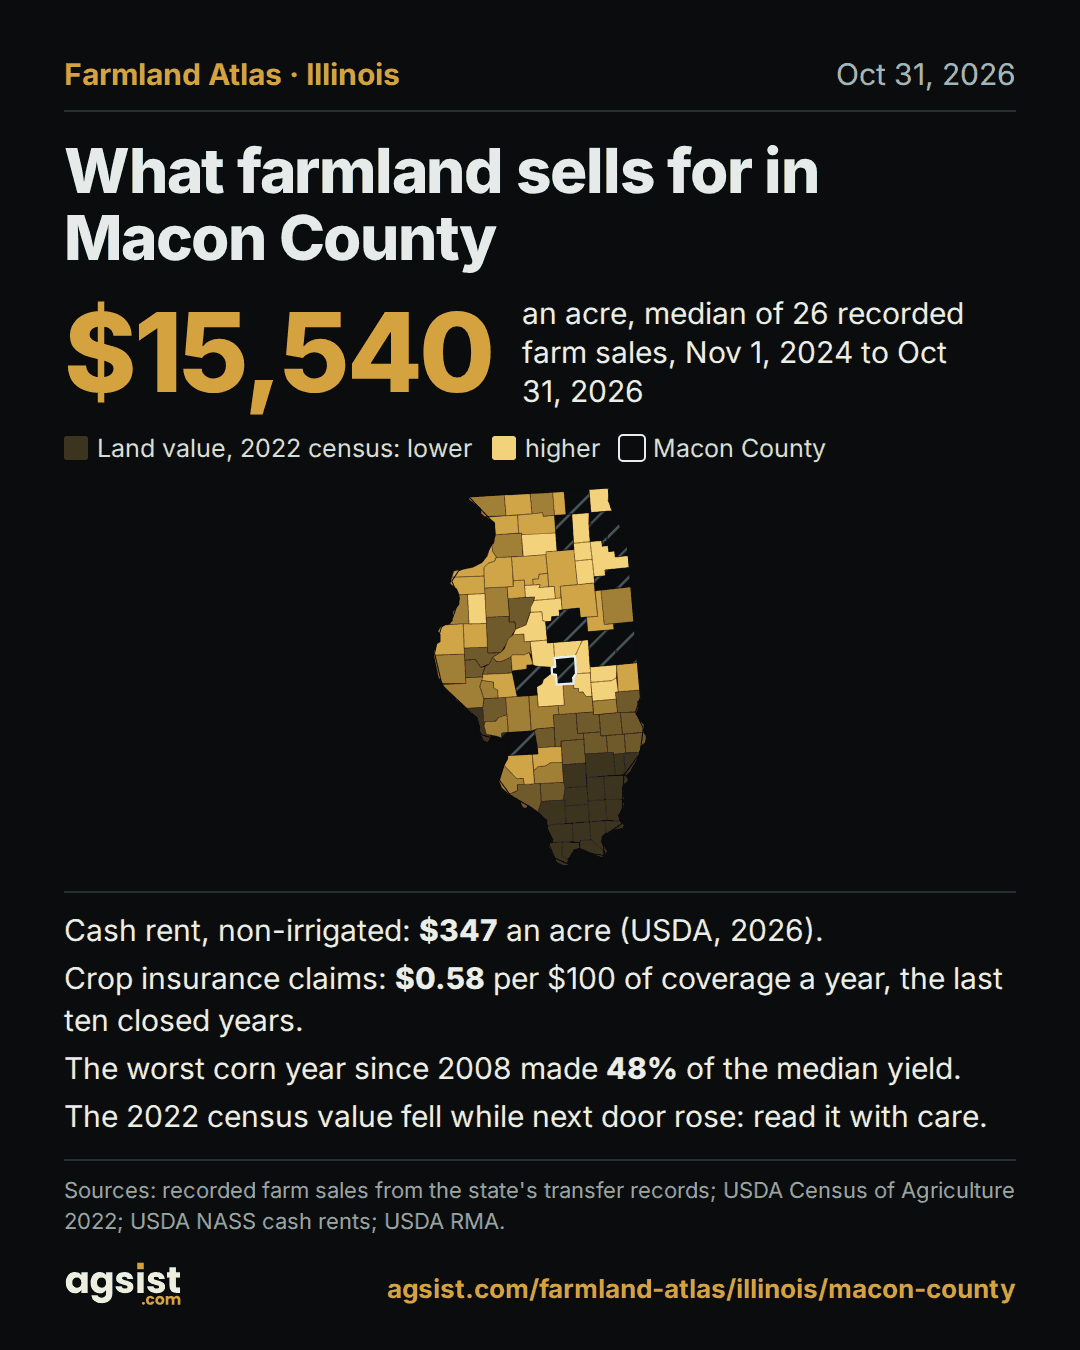 Farmland Atlas · Illinois
Oct 31, 2026
What farmland sells for in
Macon County
$15,540
an acre, median of 26 recorded
farm sales, Nov 1, 2024 to Oct
31, 2026
Land value, 2022 census: lower
higher
Macon County
Cash rent, non-irrigated: $347 an acre (USDA, 2026).
Crop insurance claims: $0.58 per $100 of coverage a year, the last
ten closed years.
The worst corn year since 2008 made 48% of the median yield.
The 2022 census value fell while next door rose: read it with care.
Sources: recorded farm sales from the state's transfer records; USDA Census of Agriculture
2022; USDA NASS cash rents; USDA RMA.
agsist
.com
agsist.com/farmland-atlas/illinois/macon-county